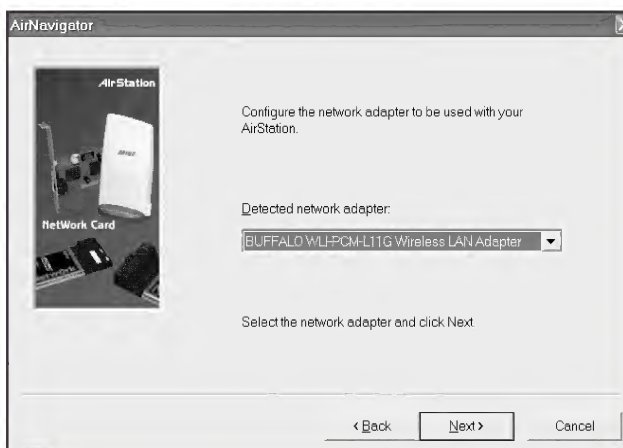 AirNavigator
AirStation
NetWork Card
Configure the network adapter to be used with your
AirStation.
Detected network adapter:
BUFFALO WLI-PCM-L11G Wireless LAN Adapter
Select the network adapter and click Next
< Back
Next >
Cancel